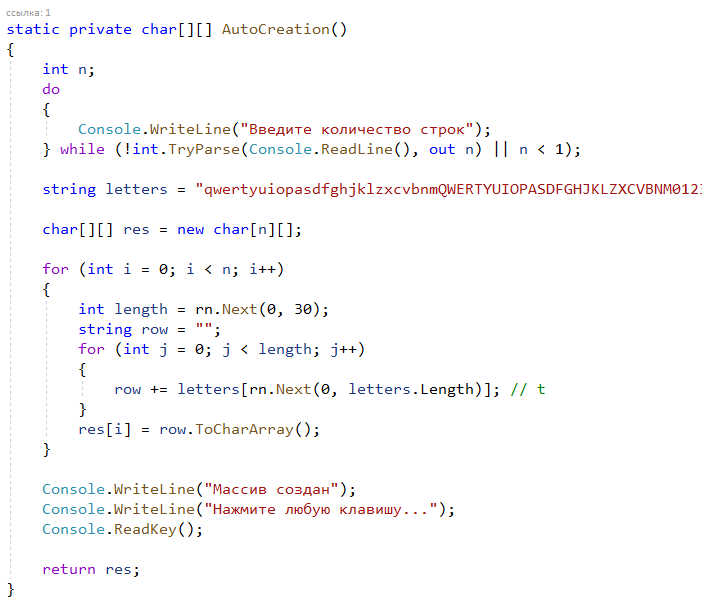 ссылка: 1
static private char[][] AutoCreation()
{
    int n;
    do
    {
        Console.WriteLine("Введите количество строк");
    } while (!int.TryParse(Console.ReadLine(), out n) || n < 1);
    string letters = "qwertyuiopasdfghjklzxcvbnmQWERTYUIOPASDFGHJKLZXCVBNM0123
    char[][] res = new char[n][];
    for (int i = 0; i < n; i++)
    {
        int length = rn.Next(0, 30);
        string row = "";
        for (int j = 0; j < length; j++)
        {
            row += letters[rn.Next(0, letters.Length)]; // t
        }
        res[i] = row.ToCharArray();
    }
    Console.WriteLine("Массив создан");
    Console.WriteLine("Нажмите любую клавишу...");
    Console.ReadKey();
    return res;
}